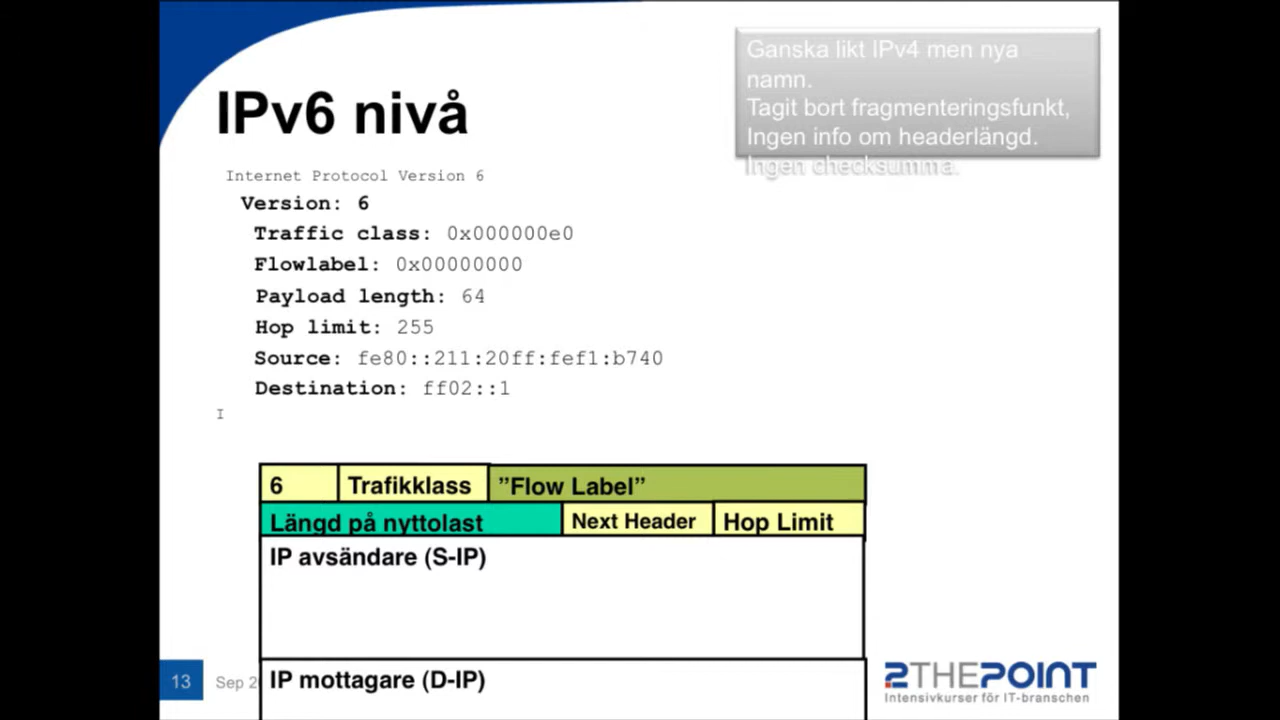 Ganska likt IPv4 men nya
namn.
Tagit bort fragmenteringsfunkt,
Ingen info om headerlängd.
Ingen checksumma.
IPv6 nivå
Internet Protocol Version 6
Version: 6
Traffic class: 0x000000e0
Flowlabel: 0x00000000
Payload length: 64
Hop limit: 255
Source: fe80::211:20ff:fef1:b740
Destination: ff02::1
6 Trafikklass ”Flow Label”
Längd på nyttolast Next Header Hop Limit
IP avsändare (S-IP)
IP mottagare (D-IP)
13 Sep
2THEPOINT
Intensivkurser för IT-branschen